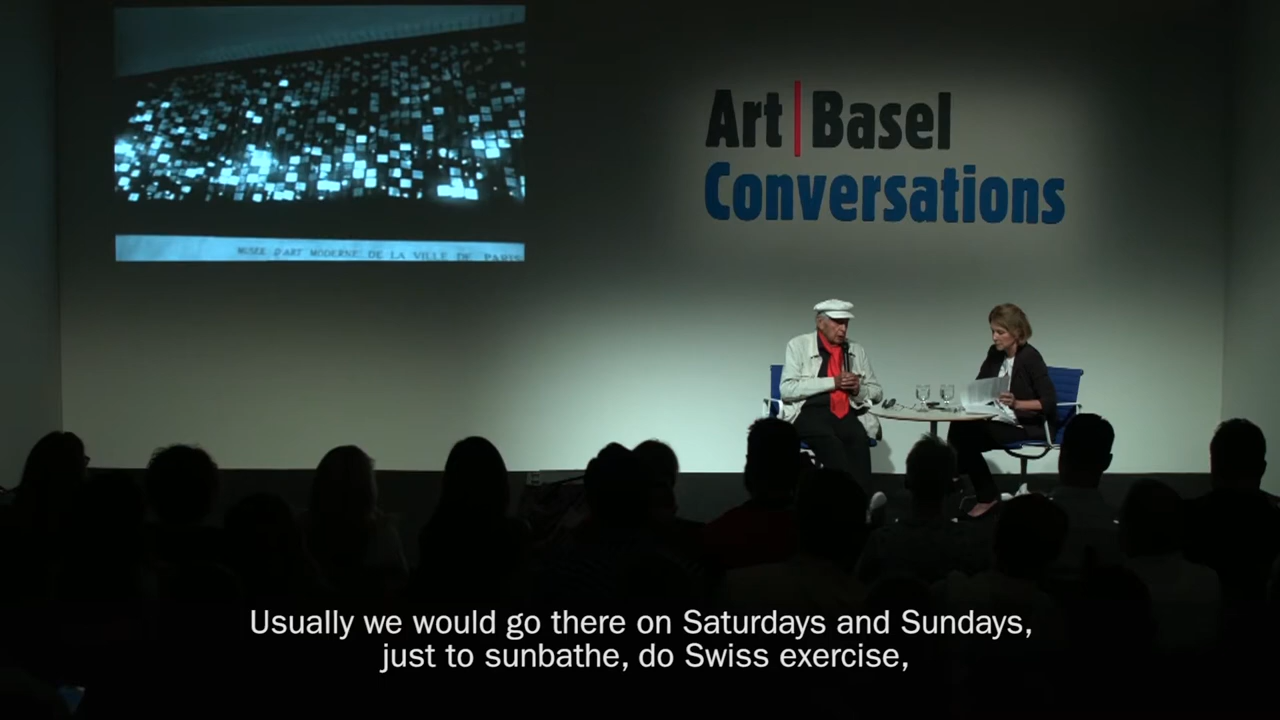 Art Basel
Conversations
MUSEE D'ART MODERNE DE LA VILLE DE PARIS
Usually we would go there on Saturdays and Sundays,
just to sunbathe, do Swiss exercise,